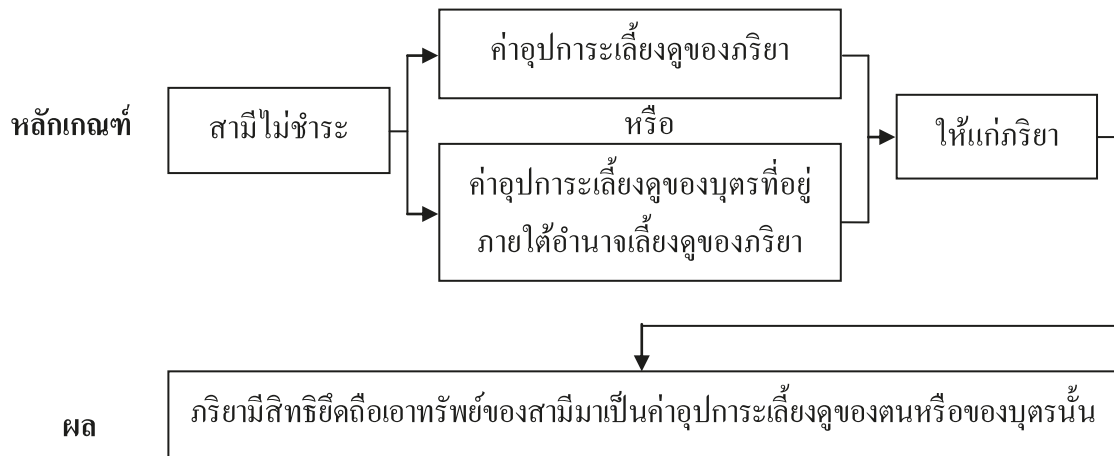 หลักเกณฑ์
สามีไม่ชำระ
ค่าอุปการะเลี้ยงดูของภริยา
หรือ
ค่าอุปการะเลี้ยงดูของบุตรที่อยู่
ภายใต้อำนาจเลี้ยงดูของภริยา
ให้แก่ภริยา
ผล
ภริยามีสิทธิยึดถือเอาทรัพย์ของสามีมาเป็นค่าอุปการะเลี้ยงดูของตนหรือของบุตรนั้น